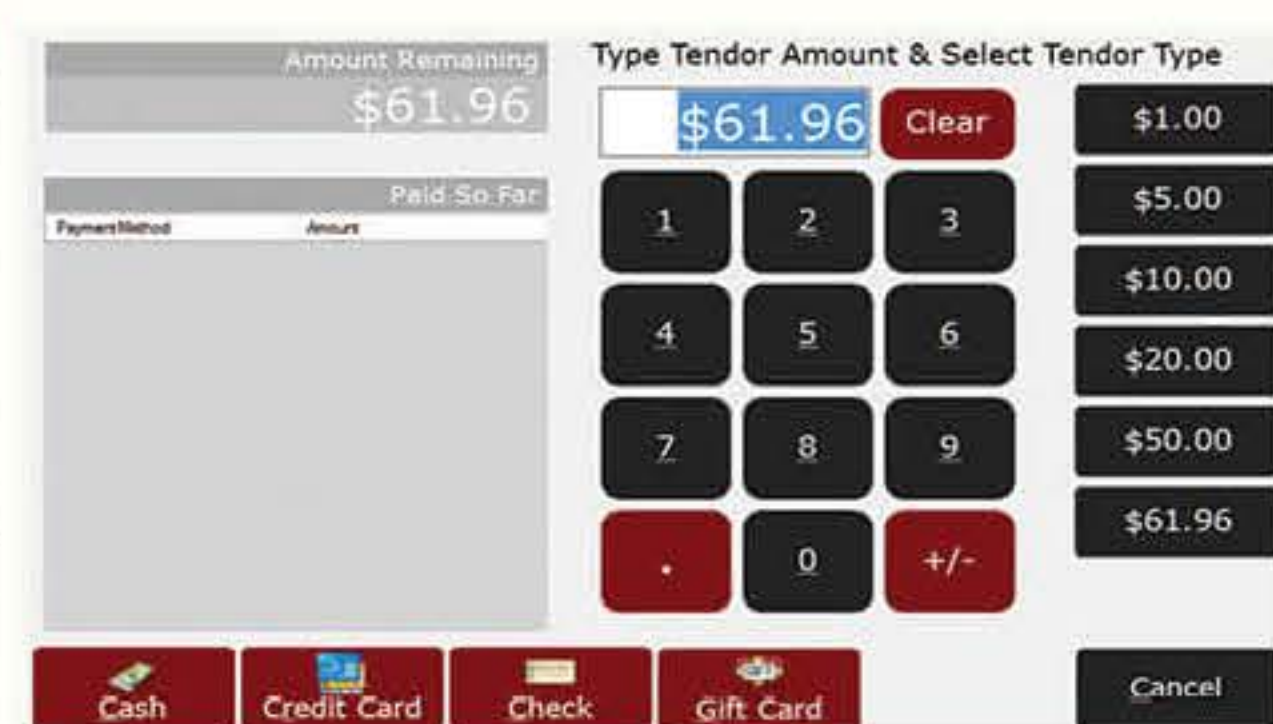 Amount Remaining
$61.96
Paid So Far
Payment Method Amount
Type Tendor Amount & Select Tendor Type
$61.96 Clear
1 2 3
4 5 6
7 8 9
. 0 +/-
$1.00
$5.00
$10.00
$20.00
$50.00
$61.96
Cash Credit Card Check Gift Card
Cancel